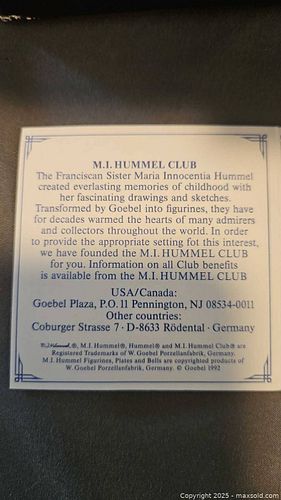 M.I. HUMMEL CLUB
The Franciscan Sister Maria Innocentia Hummel
created everlasting memories of childhood with
her fascinating drawings and sketches.
Transformed by Goebel into figurines, they have
for decades warmed the hearts of many admirers
and collectors throughout the world. In order
to provide the appropriate setting fot this interest,
we have founded the M.I. HUMMEL CLUB
for you. Information on all Club benefits
is available from the M.I. HUMMEL CLUB
USA/Canada:
Goebel Plaza, P.O. 11 Pennington, NJ 08534-0011
Other countries:
Coburger Strasse 7 · D-8633 Rödental · Germany
M.I. Hummel®, M.I. Hummel®, Hummel® and M.I. Hummel Club® are
Registered Trademarks of W. Goebel Porzellanfabrik, Germany.
M.I. Hummel Figurines, Plates and Bells are copyrighted products of
W. Goebel Porzellanfabrik, Germany. © Goebel 1992
Copyright 2025 - maxsold.com